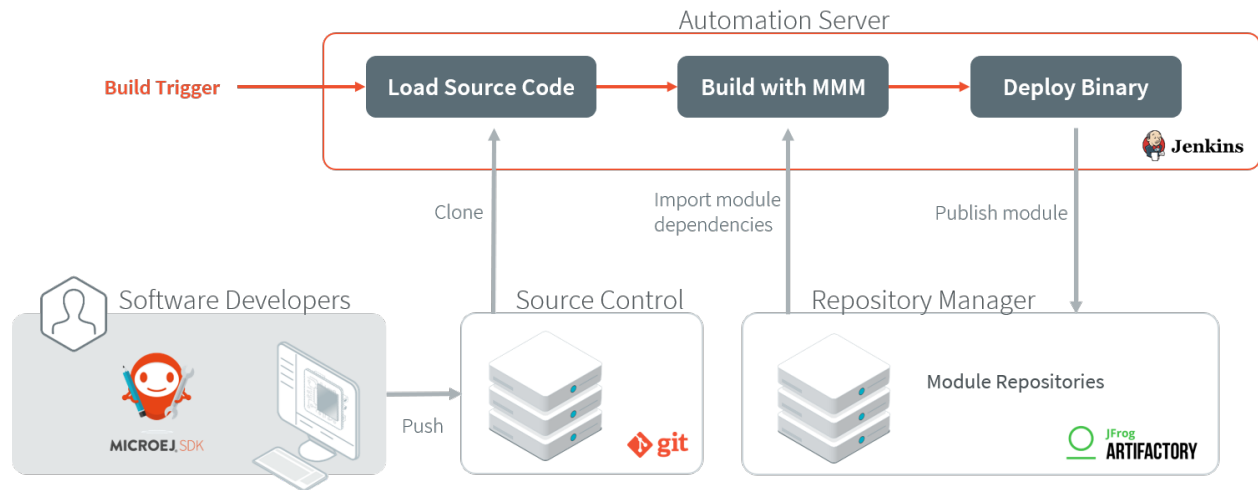 Automation Server
Build Trigger
Load Source Code
Build with MMM
Deploy Binary
Jenkins
Clone
Import module
dependencies
Publish module
Software Developers
Source Control
Repository Manager
MICROEJ. SDK
Push
git
Module Repositories
JFrog
ARTIFACTORY